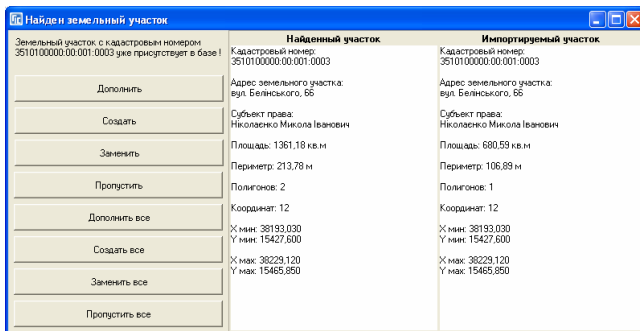 Найден земельный участок
Земельный участок с кадастровым номером
3510100000:00:001:0003 уже присутствует в базе !
Дополнить
Создать
Заменить
Пропустить
Дополнить все
Создать все
Заменить все
Пропустить все
Найденный участок
Кадастровый номер:
3510100000:00:001:0003
Адрес земельного участка:
вул. Белінського, 66
Субъект права:
Ніколаєнко Микола Іванович
Площадь: 1361,18 кв.м
Периметр: 213,78 м
Полигонов: 2
Координат: 12
X мин: 38193,030
Y мин: 15427,600
X мах: 38229,120
Y мах: 15465,850
Импортируемый участок
Кадастровый номер:
3510100000:00:001:0003
Адрес земельного участка:
вул. Белінського, 66
Субъект права:
Ніколаєнко Микола Іванович
Площадь: 680,59 кв.м
Периметр: 106,89 м
Полигонов: 1
Координат: 12
X мин: 38193,030
Y мин: 15427,600
X мах: 38229,120
Y мах: 15465,850